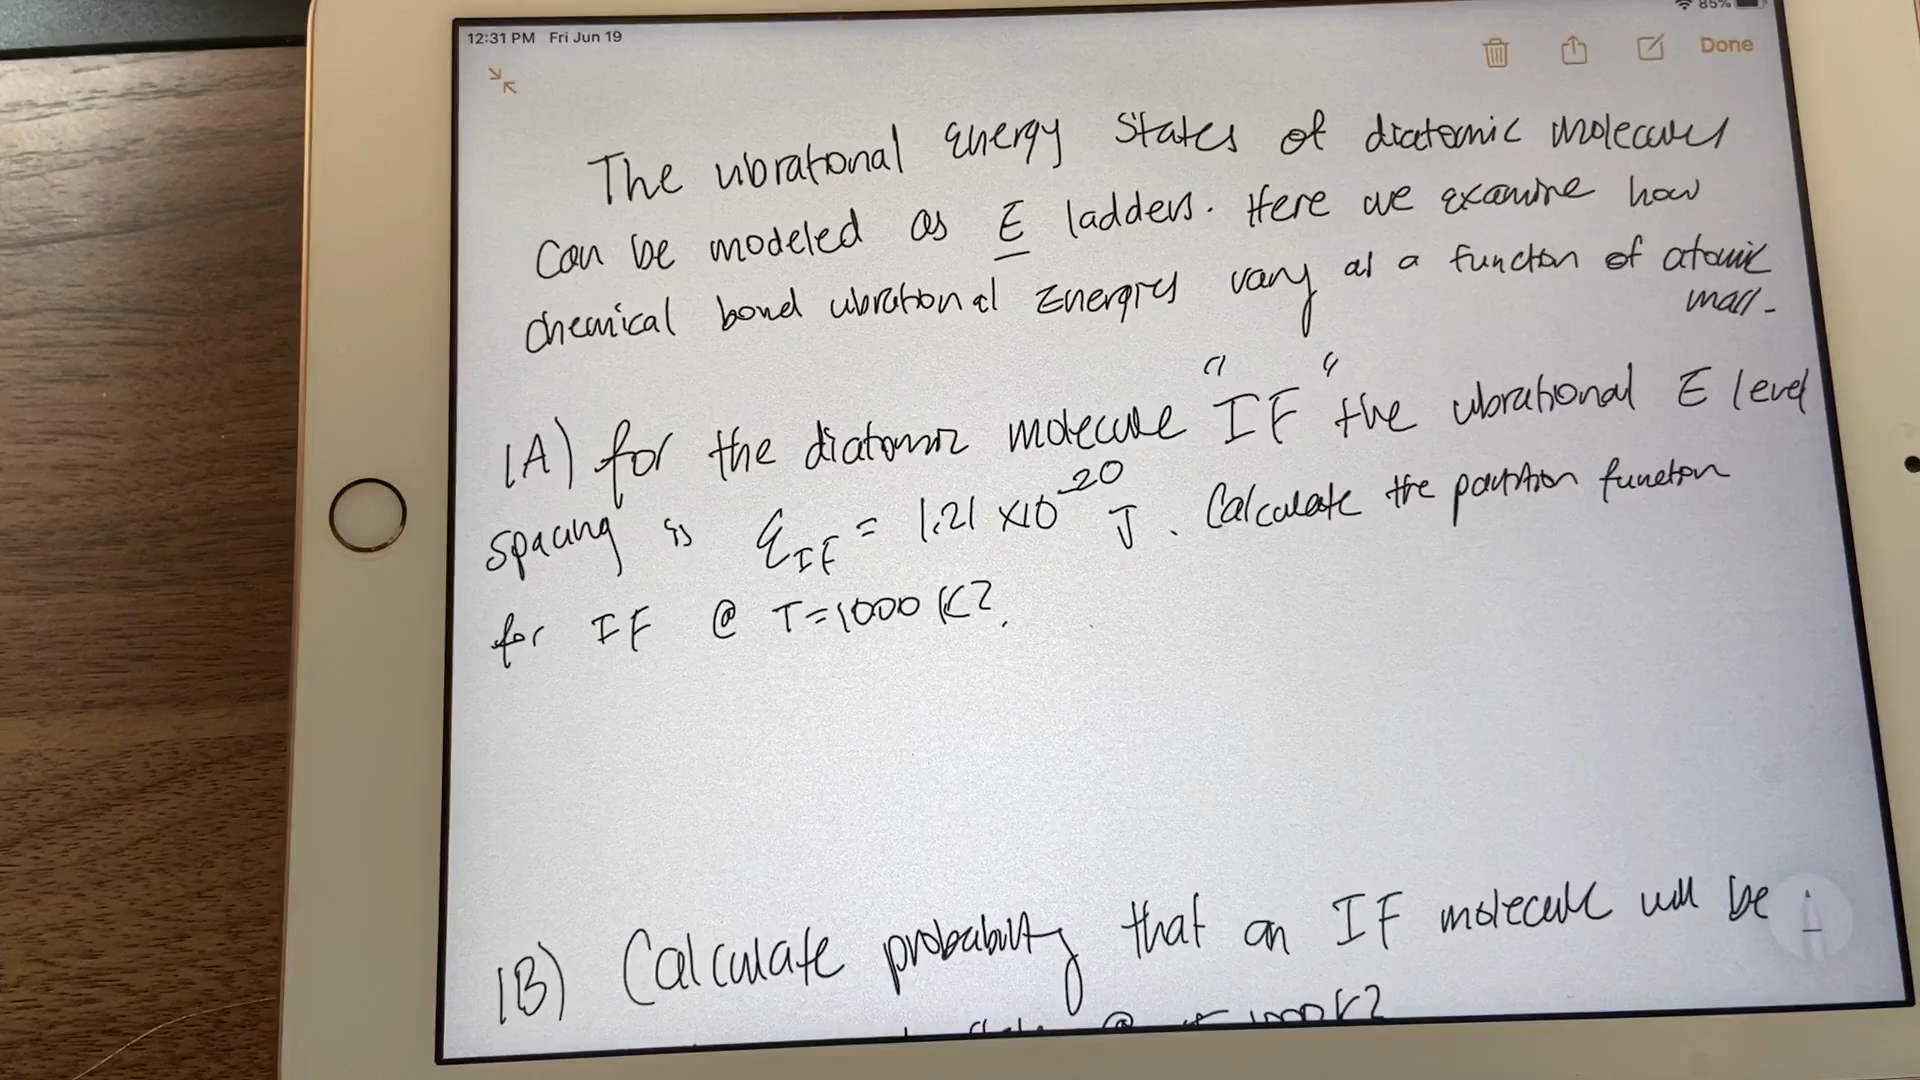 12:31 PM Fri Jun 19
85%
Done
The vibrational energy states of diatomic molecules
can be modeled as E ladders. Here we examine how
chemical bond vibrational Energies vary as a function of atomic
mass.
1A) for the diatomic molecule "IF" the vibrational E level
spacing is ε_IF = 1.21 x10^-20 J. Calculate the partition function
for IF @ T=1000 K?
1B) Calculate probability that an IF molecule will be
1000 K?